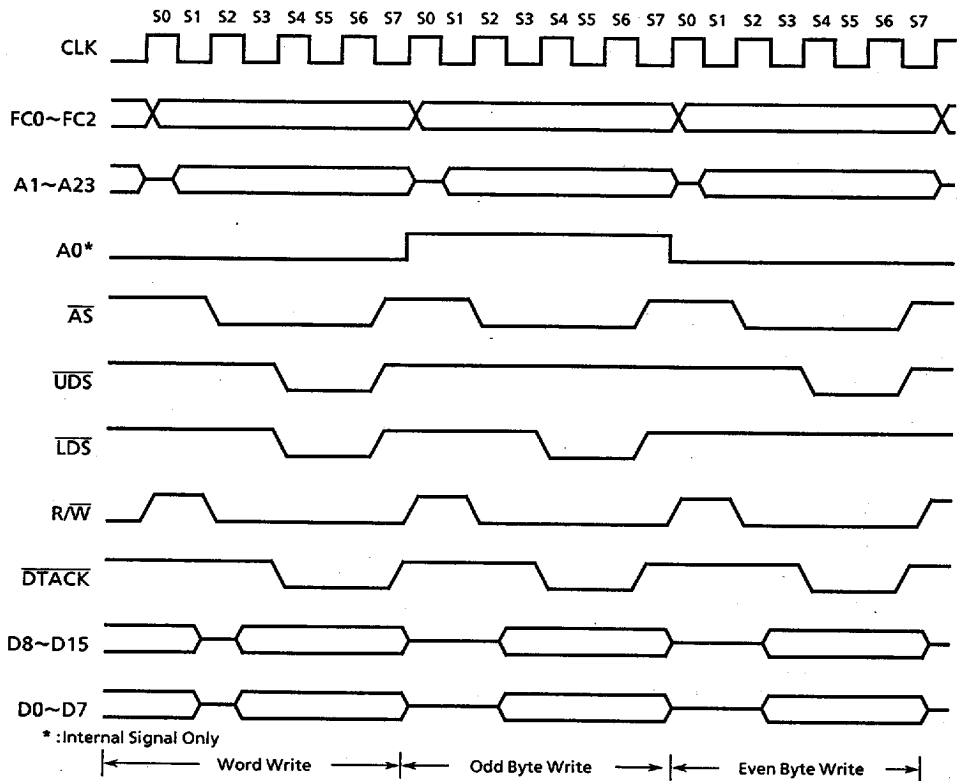 S0 S1 S2 S3 S4 S5 S6 S7 S0 S1 S2 S3 S4 S5 S6 S7 S0 S1 S2 S3 S4 S5 S6 S7
CLK
FC0~FC2
A1~A23
A0*
AS
UDS
LDS
R/W
DTACK
D8~D15
D0~D7
* :Internal Signal Only
Word Write Odd Byte Write Even Byte Write